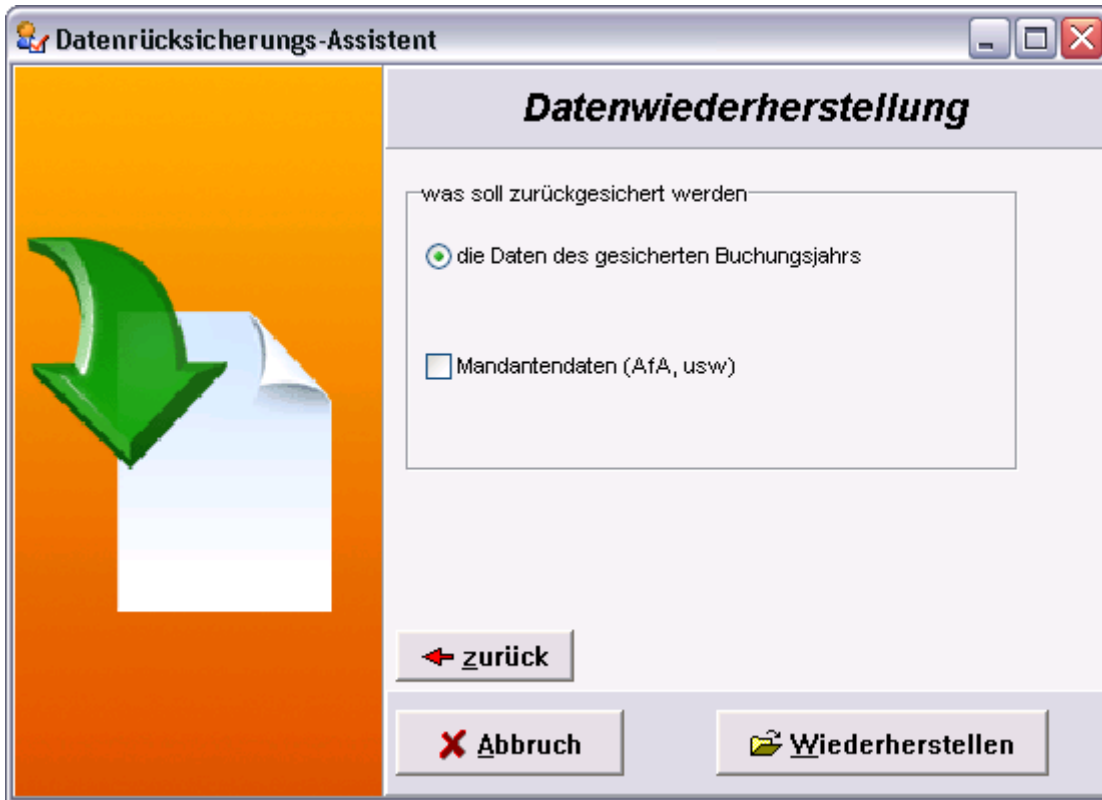 Datenrücksicherungs-Assistent
Datenwiederherstellung
was soll zurückgesichert werden
die Daten des gesicherten Buchungsjahrs
Mandantendaten (AfA, usw)
zurück
Abbruch
Wiederherstellen